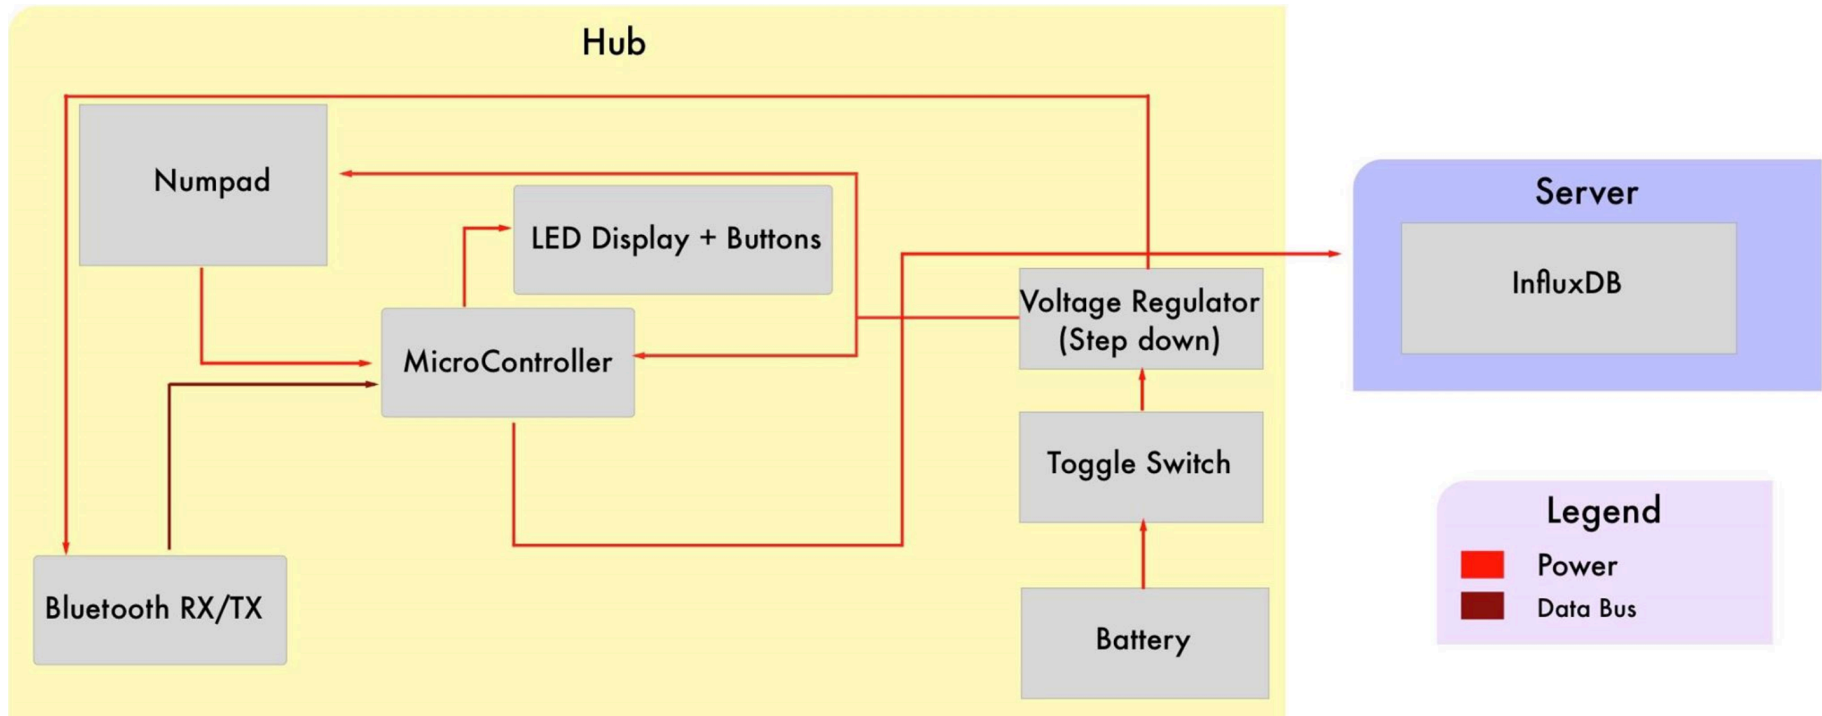 Hub
Numpad
LED Display + Buttons
MicroController
Bluetooth RX/TX
Voltage Regulator
(Step down)
Toggle Switch
Battery
Server
InfluxDB
Legend
Power
Data Bus